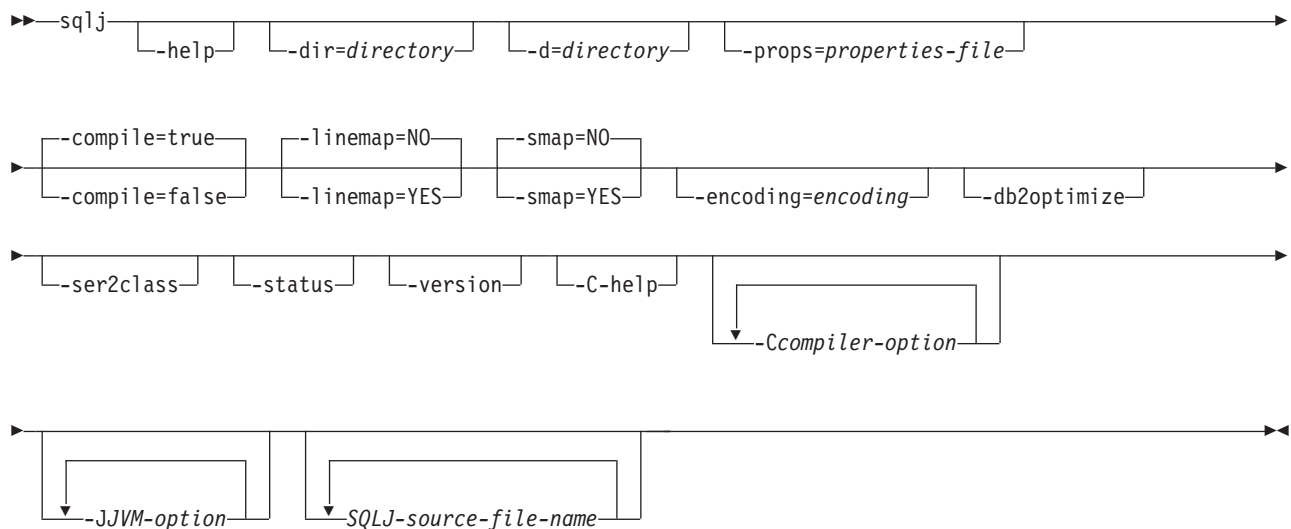 sqlj
-help -dir=directory -d=directory -props=properties-file
-compile=true -linemap=NO -smap=NO
-compile=false -linemap=YES -smap=YES -encoding=encoding -db2optimize
-ser2class -status -version -C-help
-Ccompiler-option
-JJVM-option SQLJ-source-file-name